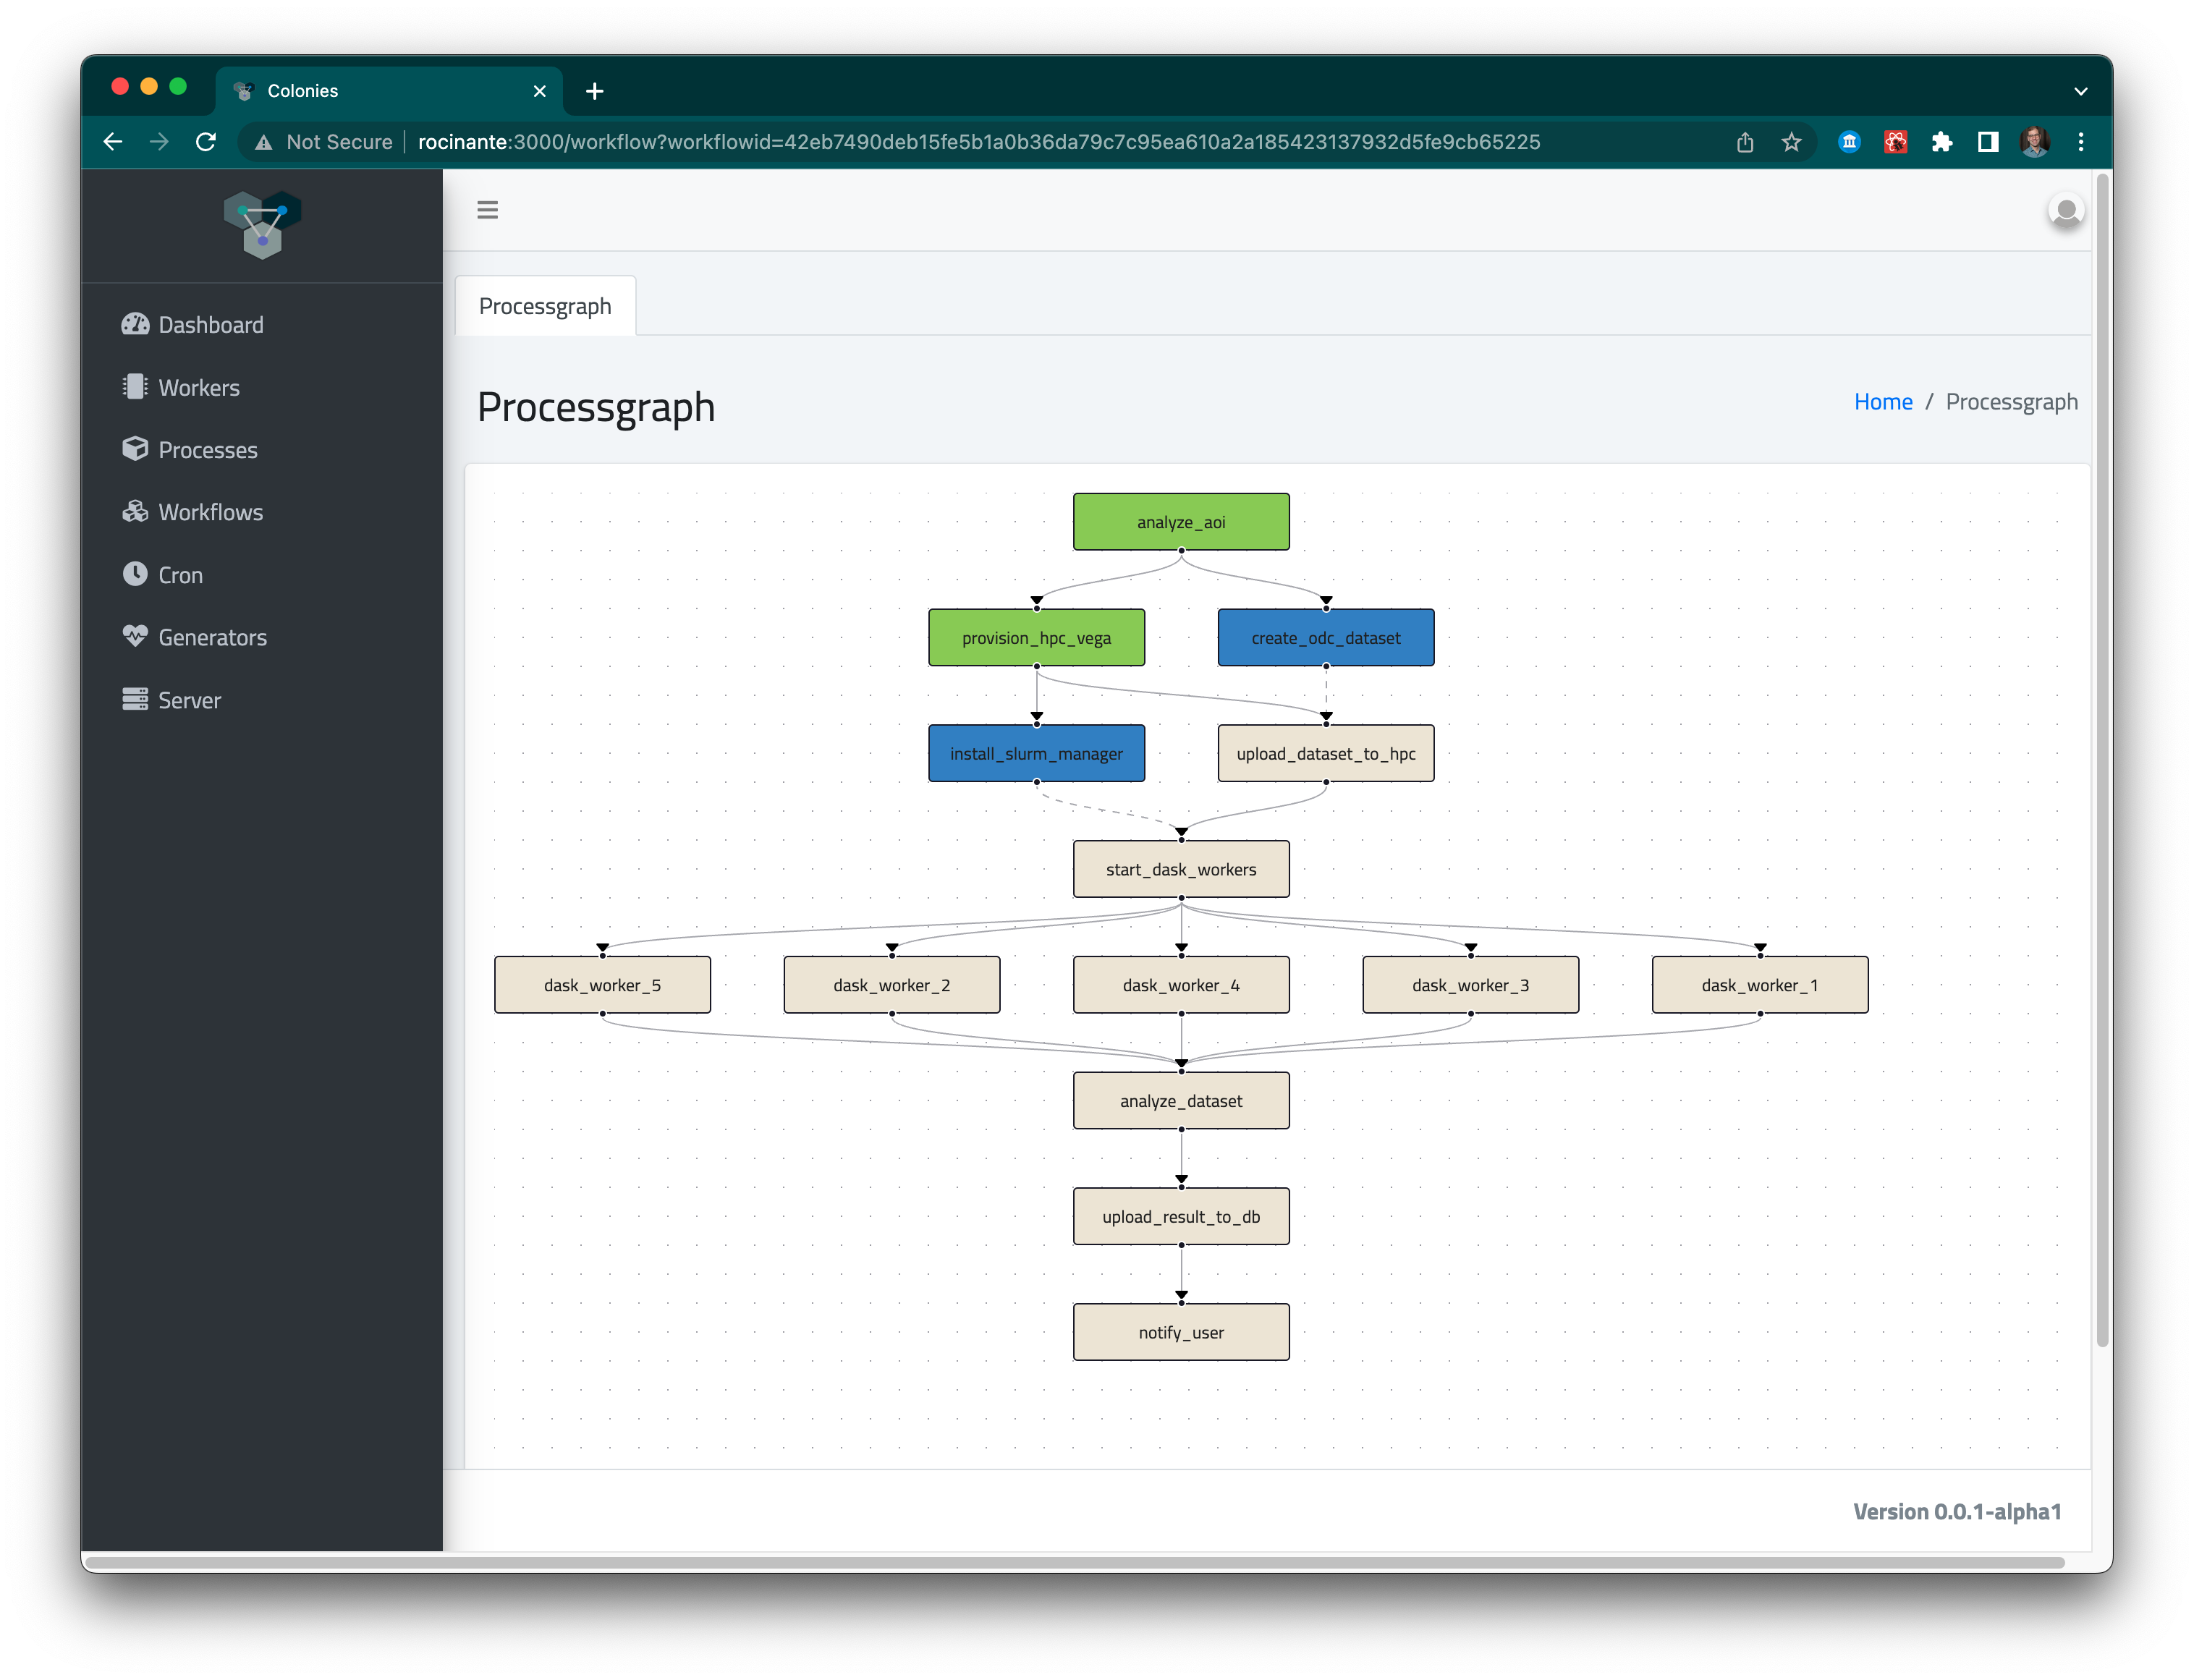 Colonies
Not Secure
rocinante:3000/workflow?workflowid=42eb7490deb15fe5b1a0b36da79c7c95ea610a2a185423137932d5fe9cb65225
Dashboard
Workers
Processes
Workflows
Cron
Generators
Server
Processgraph
Processgraph
Home / Processgraph
analyze_aoi
provision_hpc_vega
create_odc_dataset
install_slurm_manager
upload_dataset_to_hpc
start_dask_workers
dask_worker_5
dask_worker_2
dask_worker_4
dask_worker_3
dask_worker_1
analyze_dataset
upload_result_to_db
notify_user
Version 0.0.1-alpha1